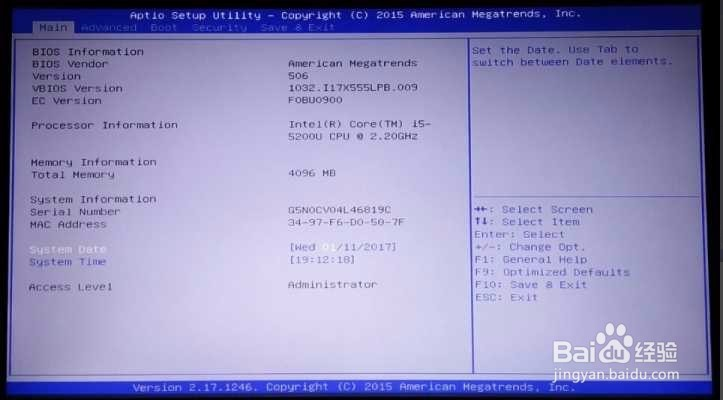 Aptio Setup Utility – Copyright (C) 2015 American Megatrends, Inc.
Main Advanced Boot Security Save & Exit
BIOS Information
BIOS Vendor American Megatrends
Version 506
VBIOS Version 1032.I17X555LPB.009
EC Version F0BU0900
Processor Information Intel(R) Core(TM) i5-
5200U CPU @ 2.20GHz
Memory Information
Total Memory 4096 MB
System Information
Serial Number G5N0CV04L46819C
MAC Address 34-97-F6-D0-50-7F
System Date [Wed 01/11/2017]
System Time [19:12:18]
Access Level Administrator
Set the Date. Use Tab to
switch between Date elements.
→←: Select Screen
↑↓: Select Item
Enter: Select
+/-: Change Opt.
F1: General Help
F9: Optimized Defaults
F10: Save & Exit
ESC: Exit
Version 2.17.1246. Copyright (C) 2015 American Megatrends, Inc.
Baidu 经验
jingyan.baidu.com